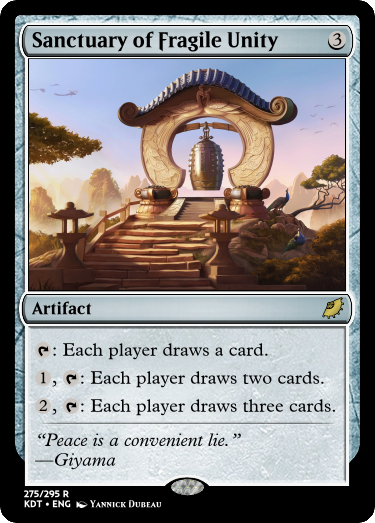 Sanctuary of Fragile Unity 3
Artifact
: Each player draws a card.
1, : Each player draws two cards.
2, : Each player draws three cards.
“Peace is a convenient lie.”
—Giyama
275/295 R
KDT • ENG Yannick Dubeau